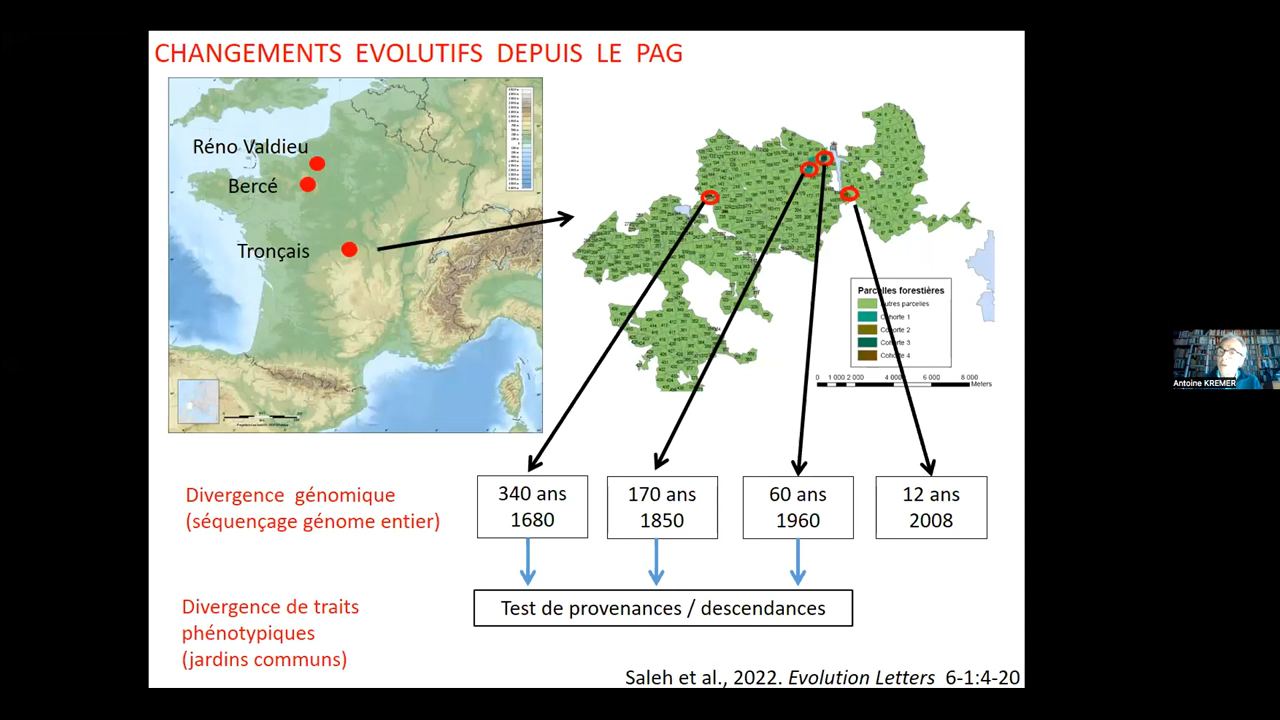 CHANGEMENTS EVOLUTIFS DEPUIS LE PAG
Réno Valdieu
Bercé
Tronçais
Parcelles forestières
Autres parcelles
Cohorte 1
Cohorte 2
Cohorte 3
Cohorte 4
0 1 000 2 000 4 000 6 000 8 000
Meters
Antoine KREMER
Divergence génomique
(séquençage génome entier)
340 ans
1680
170 ans
1850
60 ans
1960
12 ans
2008
Divergence de traits
phénotypiques
(jardins communs)
Test de provenances / descendances
Saleh et al., 2022. Evolution Letters 6-1:4-20